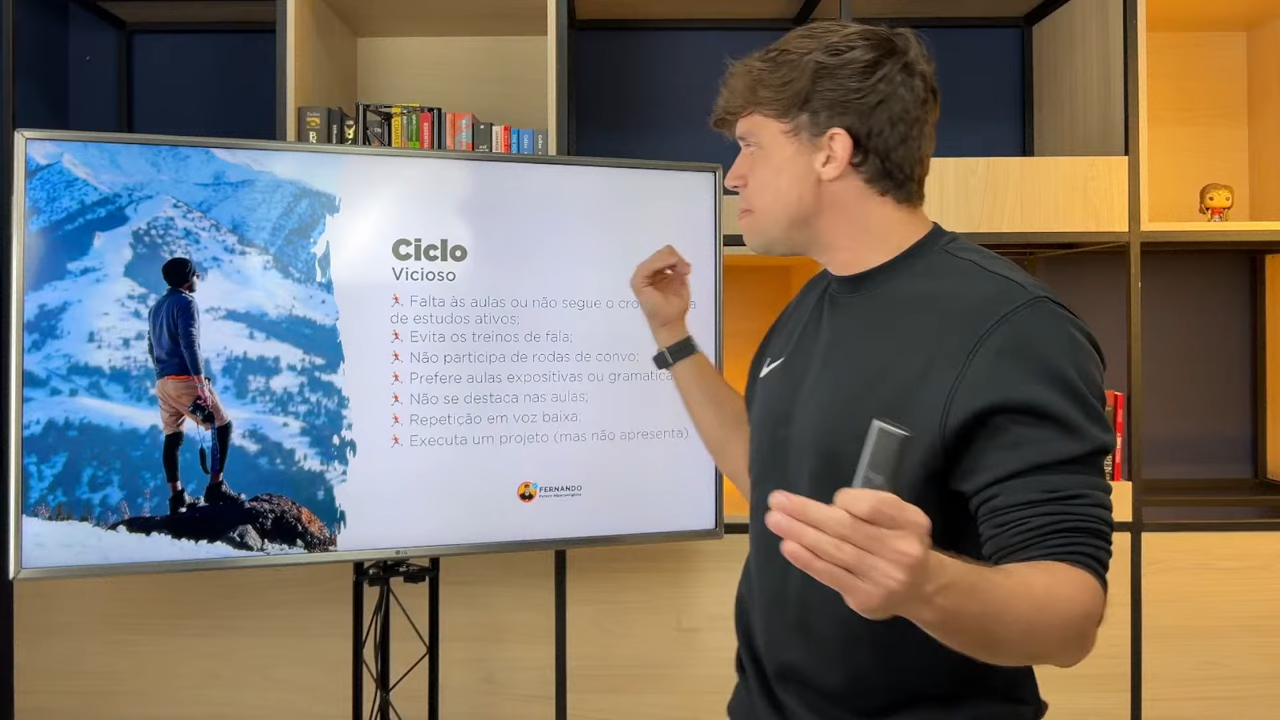 Ciclo
Vicioso
Falta às aulas ou não segue o
de estudos ativos;
Evita os treinos de fala;
Não participa de rodas de convo;
Prefere aulas expositivas ou
Não se destaca nas aulas;
Repetição em voz baixa;
Executa um projeto (mas não apresenta)
FERNANDO
LG